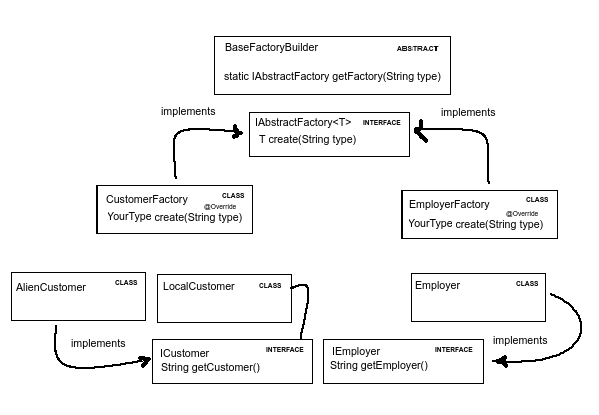 BaseFactoryBuilder ABSTRACT
static IAbstractFactory getFactory(String type)
implements
implements
IAbstractFactory<T> INTERFACE
T create(String type)
CustomerFactory CLASS
@Override
YourType create(String type)
EmployerFactory CLASS
@Override
YourType create(String type)
AlienCustomer CLASS
LocalCustomer CLASS
Employer CLASS
implements
implements
ICustomer INTERFACE
String getCustomer()
IEmployer INTERFACE
String getEmployer()